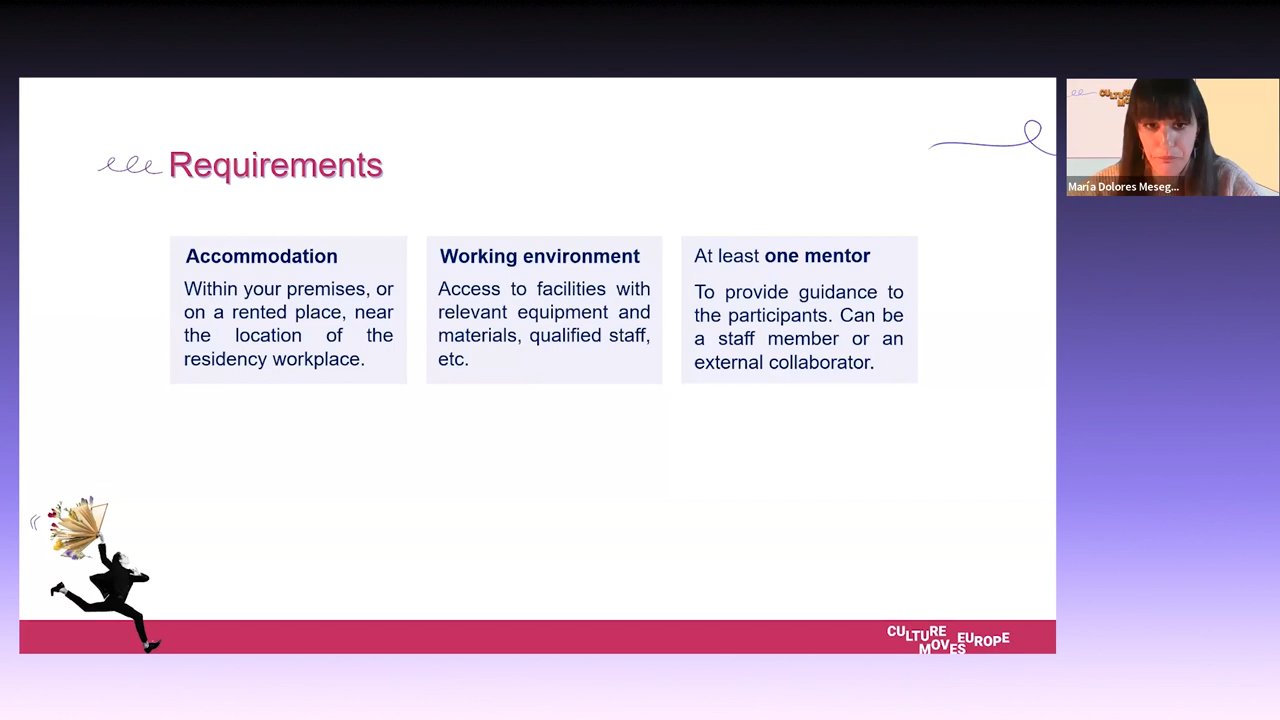 Requirements
Accommodation
Within your premises, or
on a rented place, near
the location of the
residency workplace.
Working environment
Access to facilities with
relevant equipment and
materials, qualified staff,
etc.
At least one mentor
To provide guidance to
the participants. Can be
a staff member or an
external collaborator.
CULTURE
MOVES EUROPE
CULTURE
MO
María Dolores Meseg...